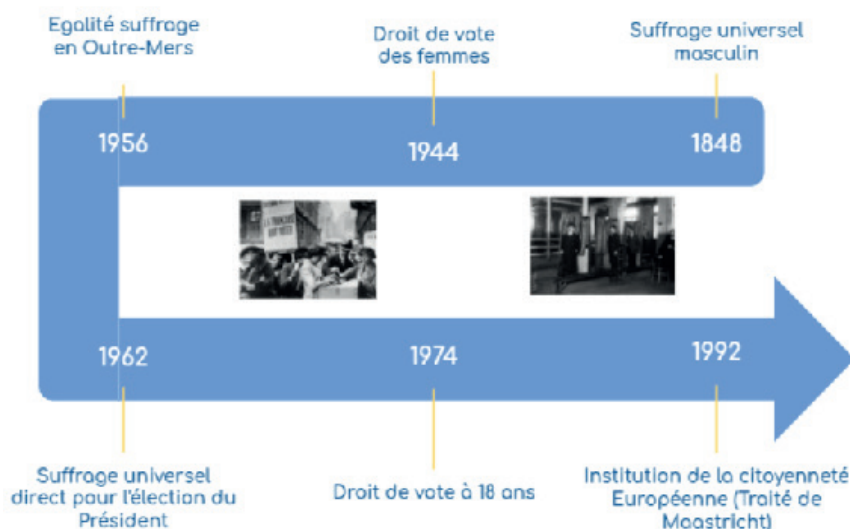 Egalité suffrage
en Outre-Mers
Droit de vote
des femmes
Suffrage universel
masculin
1956
1944
1848
1962
1974
1992
Suffrage universel
direct pour l'élection du
Président
Droit de vote à 18 ans
Institution de la citoyenneté
Européenne (Traité de
Maastricht)